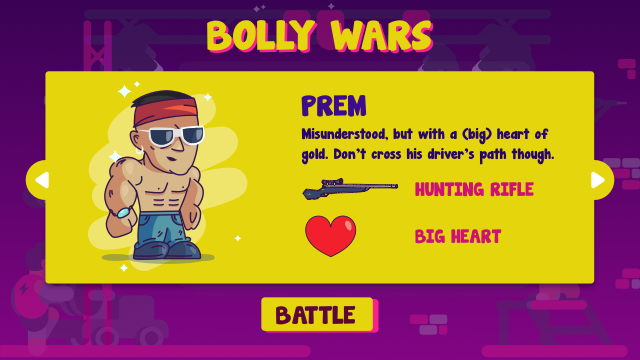 BOLLY WARS
PREM
Misunderstood, but with a (big) heart of
gold. Don't cross his driver's path though.
HUNTING RIFLE
BIG HEART
BATTLE